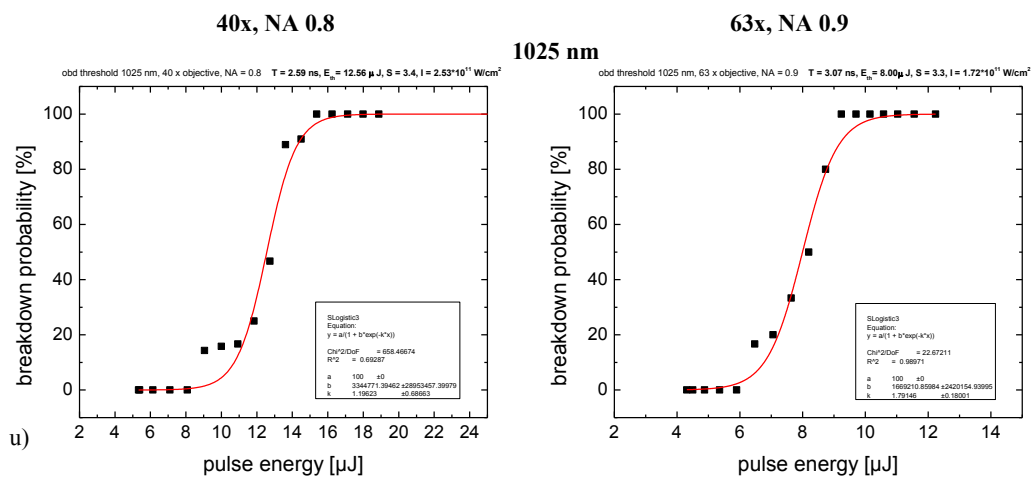 40x, NA 0.8
63x, NA 0.9
1025 nm
obd threshold 1025 nm, 40 x objective, NA = 0.8 T = 2.59 ns, Eth= 12.56 µ J, S = 3.4, I = 2.53*10^11 W/cm^2
100
80
60
40
20
0
breakdown probability [%]
SLogistic3
Equation:
y = a/(1 + b*exp(-k*x))
Chi^2/DoF = 658.46674
R^2 = 0.69287
a 100 ±0
b 3344771.39462 ±28953457.39979
k 1.19623 ±0.68663
2 4 6 8 10 12 14 16 18 20 22 24
pulse energy [µJ]
obd threshold 1025 nm, 63 x objective, NA = 0.9 T = 3.07 ns, Eth= 8.00µ J, S = 3.3, I = 1.72*10^11 W/cm^2
100
80
60
40
20
0
breakdown probability [%]
SLogistic3
Equation:
y = a/(1 + b*exp(-k*x))
Chi^2/DoF = 22.67211
R^2 = 0.98971
a 100 ±0
b 1669210.85984 ±2420154.93995
k 1.79146 ±0.18001
2 4 6 8 10 12 14
pulse energy [µJ]
u)